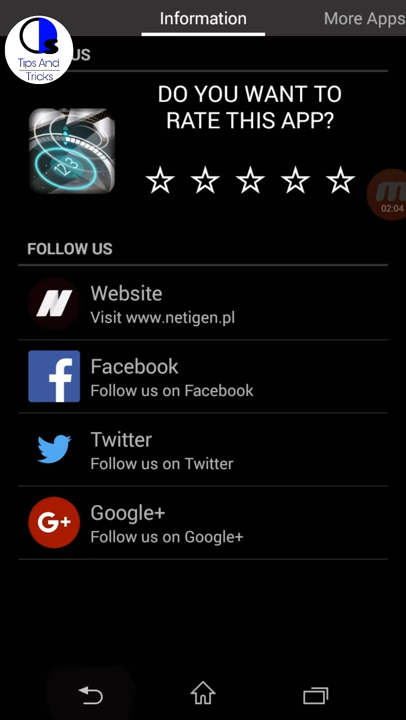 Information
More Apps
US
Tips And
Tricks
DO YOU WANT TO
RATE THIS APP?
123
02:04
FOLLOW US
Website
Visit www.netigen.pl
Facebook
Follow us on Facebook
Twitter
Follow us on Twitter
G+
Google+
Follow us on Google+